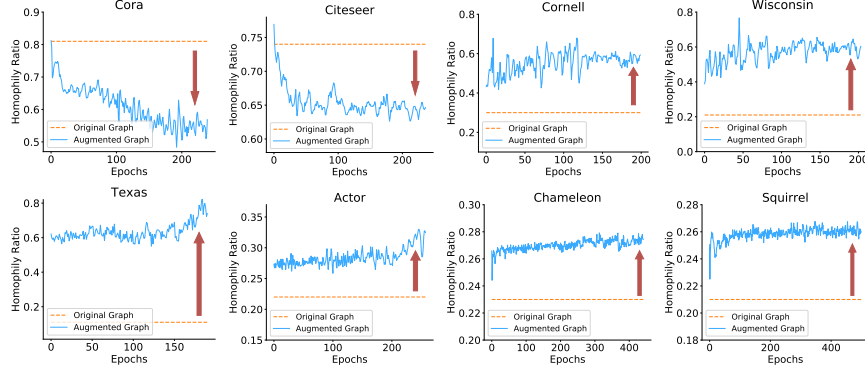 Cora
Homophily Ratio
0.9
0.8
0.7
0.6
0.5
Original Graph
Augmented Graph
0
100
200
Epochs
Citeseer
Homophily Ratio
0.75
0.70
0.65
0.60
Original Graph
Augmented Graph
0
100
200
Epochs
Cornell
Homophily Ratio
0.8
0.6
0.4
0.2
Original Graph
Augmented Graph
0
50
100
150
200
Epochs
Wisconsin
Homophily Ratio
0.8
0.6
0.4
0.2
0.0
Original Graph
Augmented Graph
0
50
100
150
200
Epochs
Texas
Homophily Ratio
0.8
0.6
0.4
0.2
Original Graph
Augmented Graph
0
50
100
150
Epochs
Actor
Homophily Ratio
0.35
0.30
0.25
0.20
0.15
Original Graph
Augmented Graph
0
100
200
Epochs
Chameleon
Homophily Ratio
0.30
0.28
0.26
0.24
0.22
0.20
Original Graph
Augmented Graph
0
100
200
300
400
Epochs
Squirrel
Homophily Ratio
0.28
0.26
0.24
0.22
0.20
0.18
Original Graph
Augmented Graph
0
200
400
Epochs